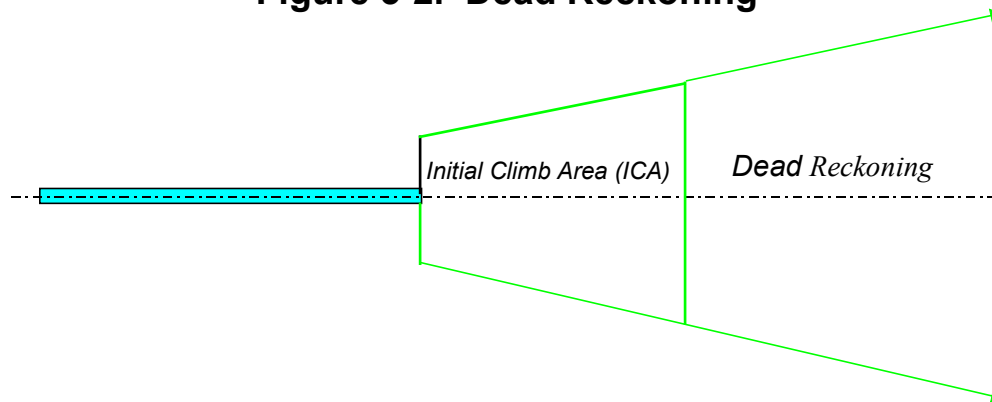 Figure 3-2. Dead Reckoning
Initial Climb Area (ICA)
Dead Reckoning